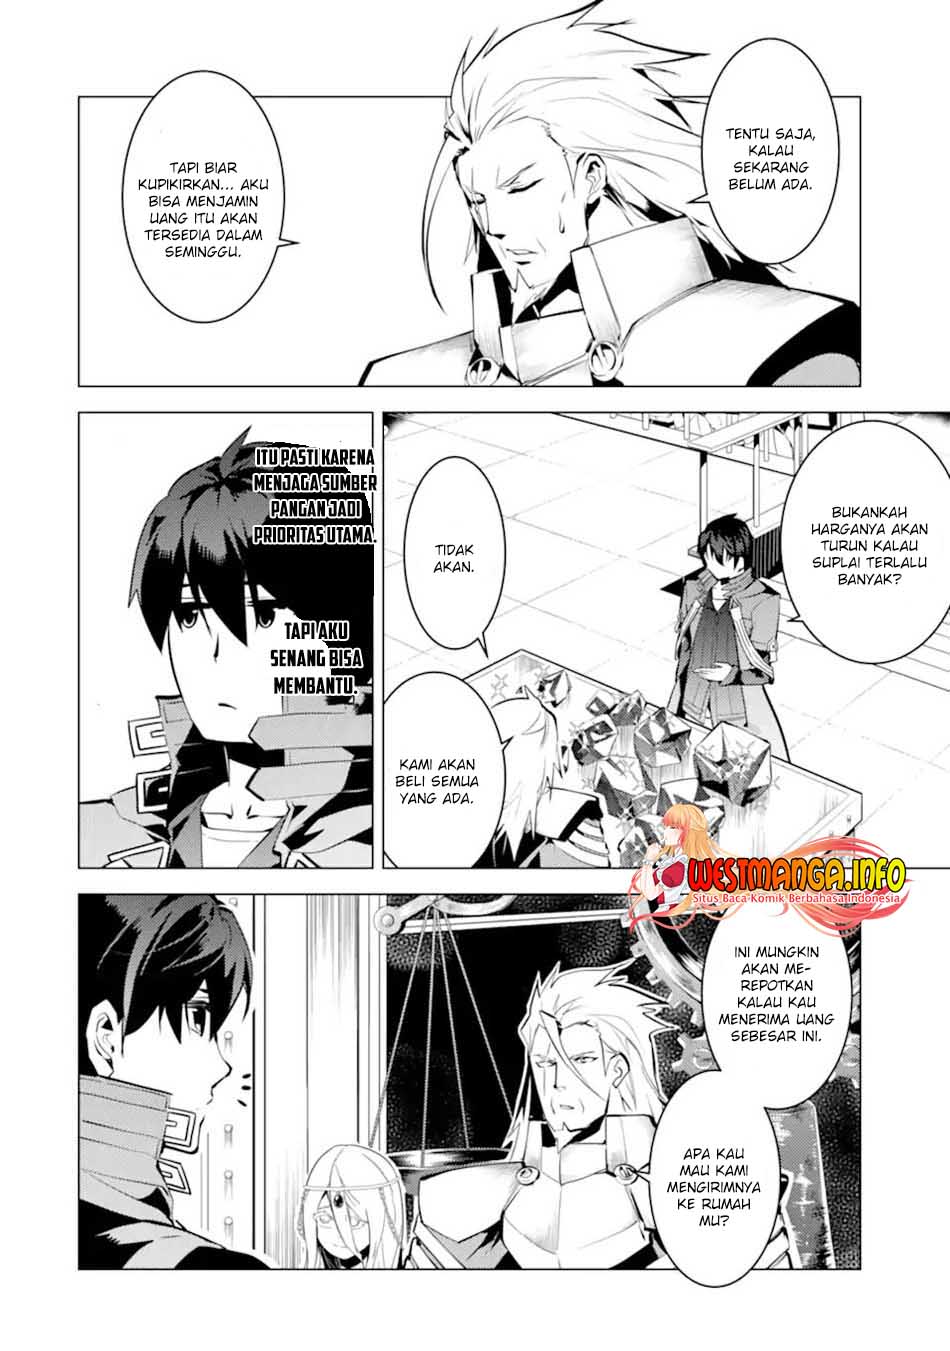 TENTU SAJA,
KALAU
SEKARANG
BELUM ADA.
TAPI BIAR
KUPIKIRKAN... AKU
BISA MENJAMIN
UANG ITU AKAN
TERSEDIA DALAM
SEMINGGU.
BUKANKAH
HARGANYA AKAN
TURUN KALAU
SUPLAI TERLALU
BANYAK?
TIDAK
AKAN.
KAMI AKAN
BELI SEMUA
YANG ADA.
ITU PASTI KARENA
MENJAGA SUMBER
PANGAN JADI
PRIORITAS UTAMA.
TAPI AKU
SENANG BISA
MEMBANTU.
WESTMANGA.INFO
Situs Baca Komik Berbahasa Indonesia
INI MUNGKIN
AKAN ME-
REPOTKAN
KALAU KAU
MENERIMA UANG
SEBESAR INI.
APA KAU
MAU KAMI
MENGIRIMNYA
KE RUMAH
MU?